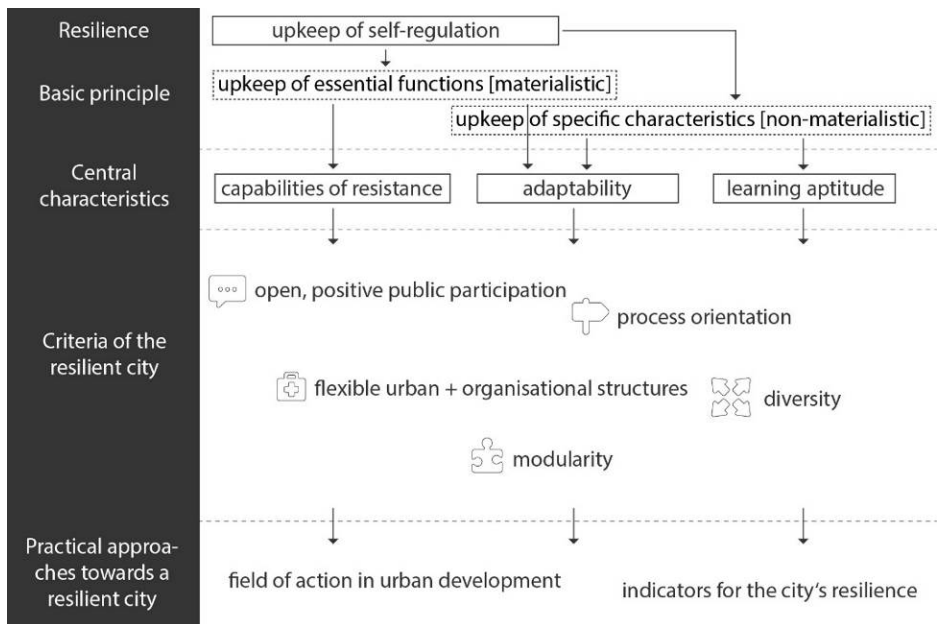 Resilience
upkeep of self-regulation
Basic principle
upkeep of essential functions [materialistic]
upkeep of specific characteristics [non-materialistic]
Central
characteristics
capabilities of resistance
adaptability
learning aptitude
Criteria of the
resilient city
open, positive public participation
process orientation
flexible urban + organisational structures
diversity
modularity
Practical approa-
ches towards a
resilient city
field of action in urban development
indicators for the city's resilience